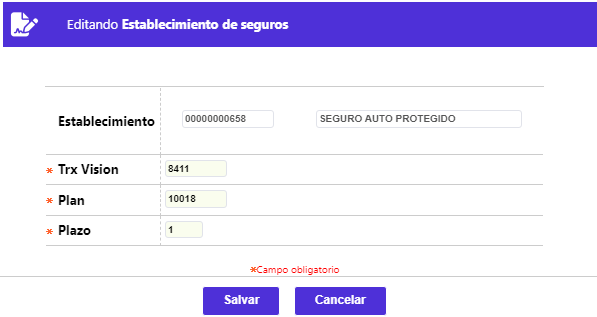 Editando Establecimiento de seguros
Establecimiento 00000000658 SEGURO AUTO PROTEGIDO
* Trx Vision 8411
* Plan 10018
* Plazo 1
*Campo obligatorio
Salvar Cancelar